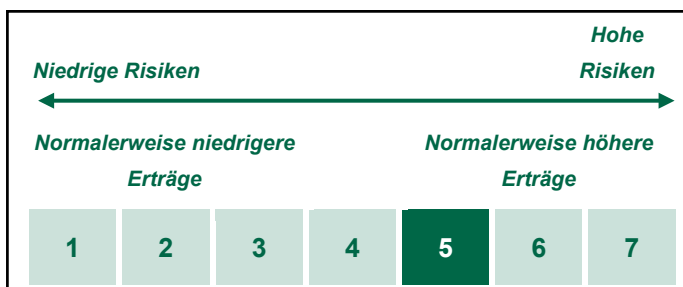 Hohe
Niedrige Risiken Risiken
Normalerweise niedrigere Normalerweise höhere
Erträge Erträge
1 2 3 4 5 6 7